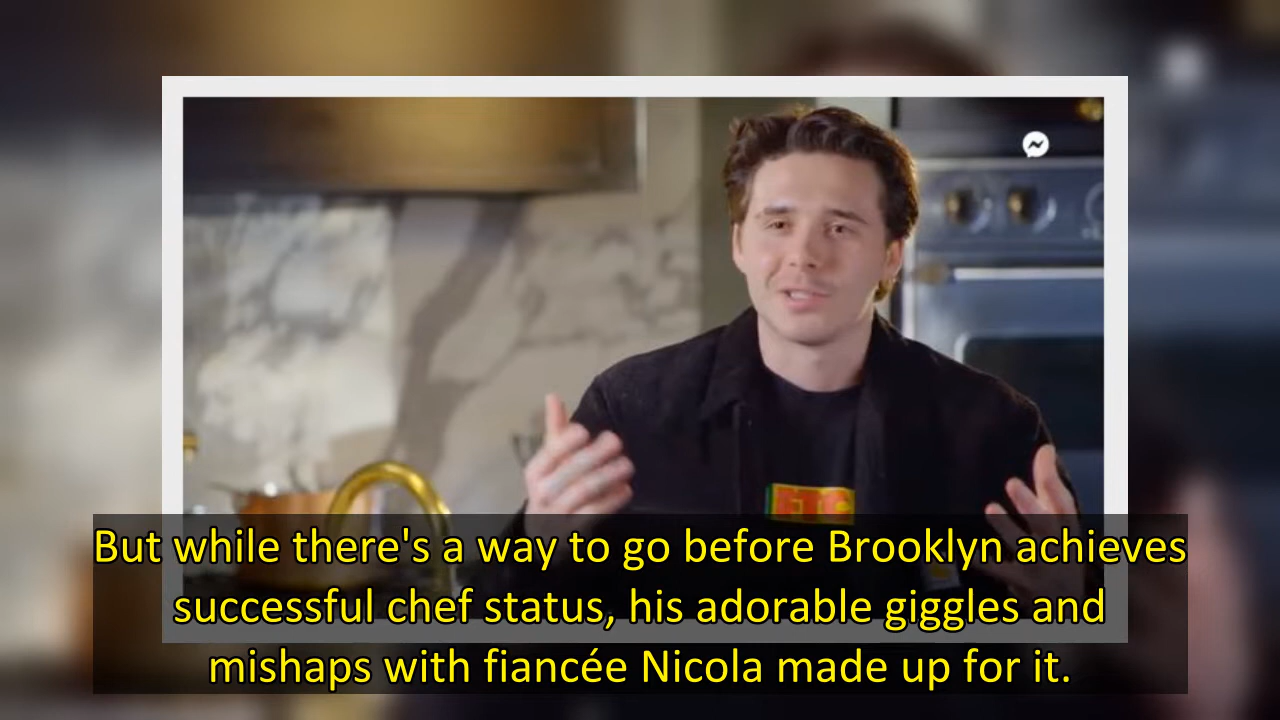 But while there's a way to go before Brooklyn achieves
successful chef status, his adorable giggles and
mishaps with fiancée Nicola made up for it.